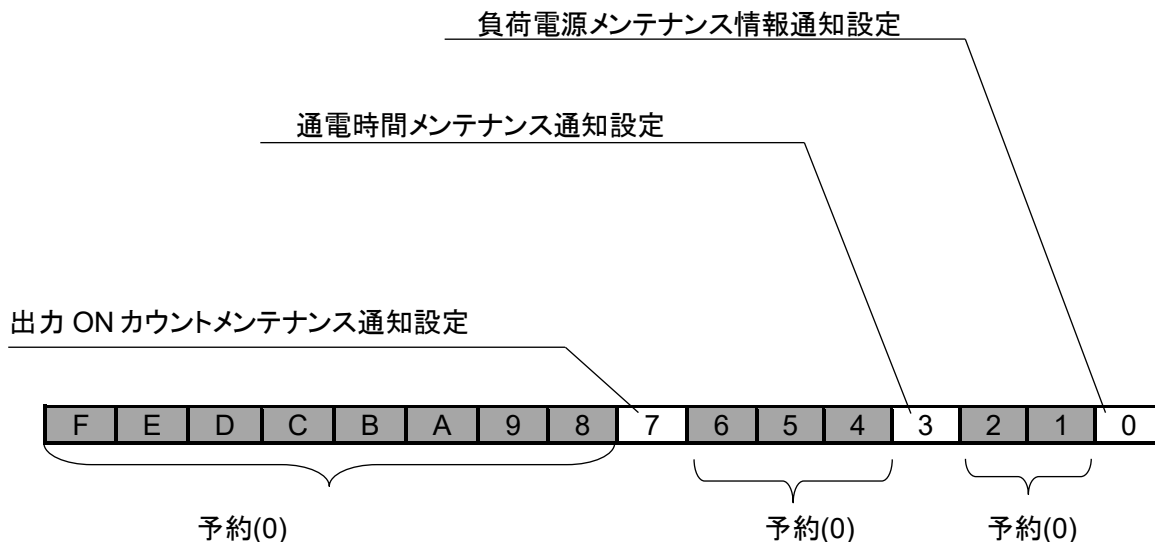 負荷電源メンテナンス情報通知設定
通電時間メンテナンス通知設定
出力 ON カウントメンテナンス通知設定
F E D C B A 9 8 7 6 5 4 3 2 1 0
予約(0) 予約(0) 予約(0)